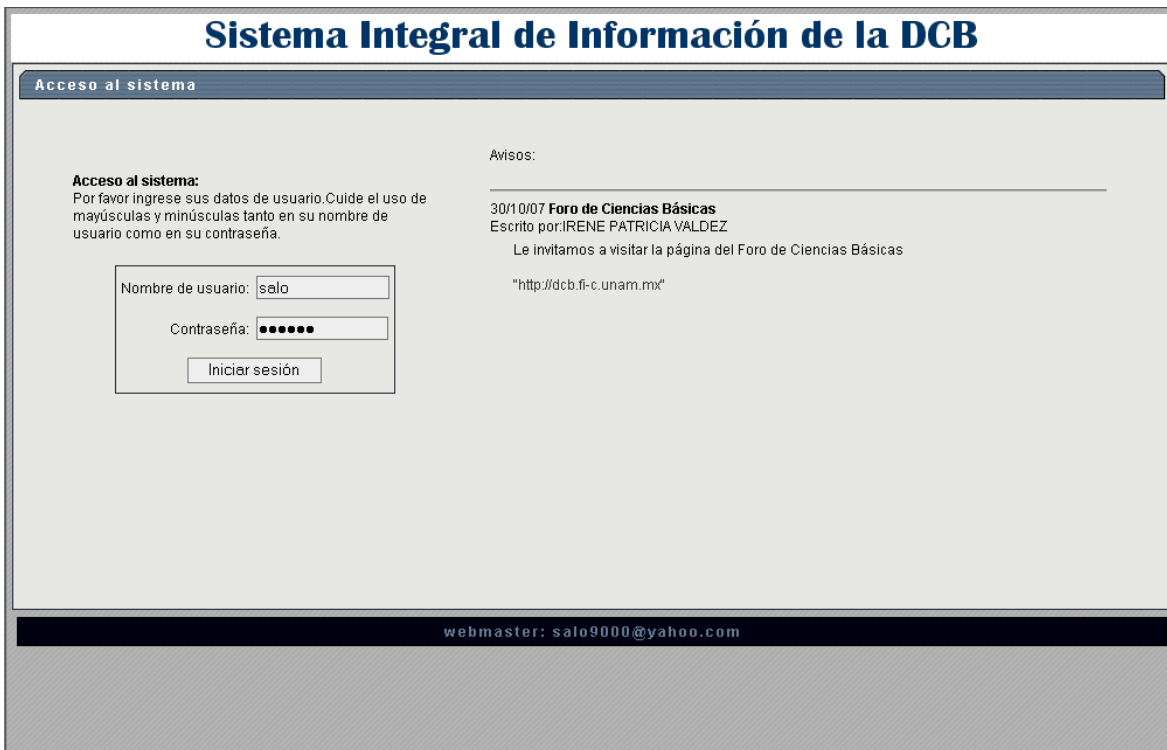 Sistema Integral de Información de la DCB
Acceso al sistema
Acceso al sistema:
Por favor ingrese sus datos de usuario.Cuide el uso de
mayúsculas y minúsculas tanto en su nombre de
usuario como en su contraseña.
Nombre de usuario: salo
Contraseña: ●●●●●●
Iniciar sesión
Avisos:
30/10/07 Foro de Ciencias Básicas
Escrito por:IRENE PATRICIA VALDEZ
Le invitamos a visitar la página del Foro de Ciencias Básicas
"http://dcb.fi-c.unam.mx"
webmaster: salo9000@yahoo.com